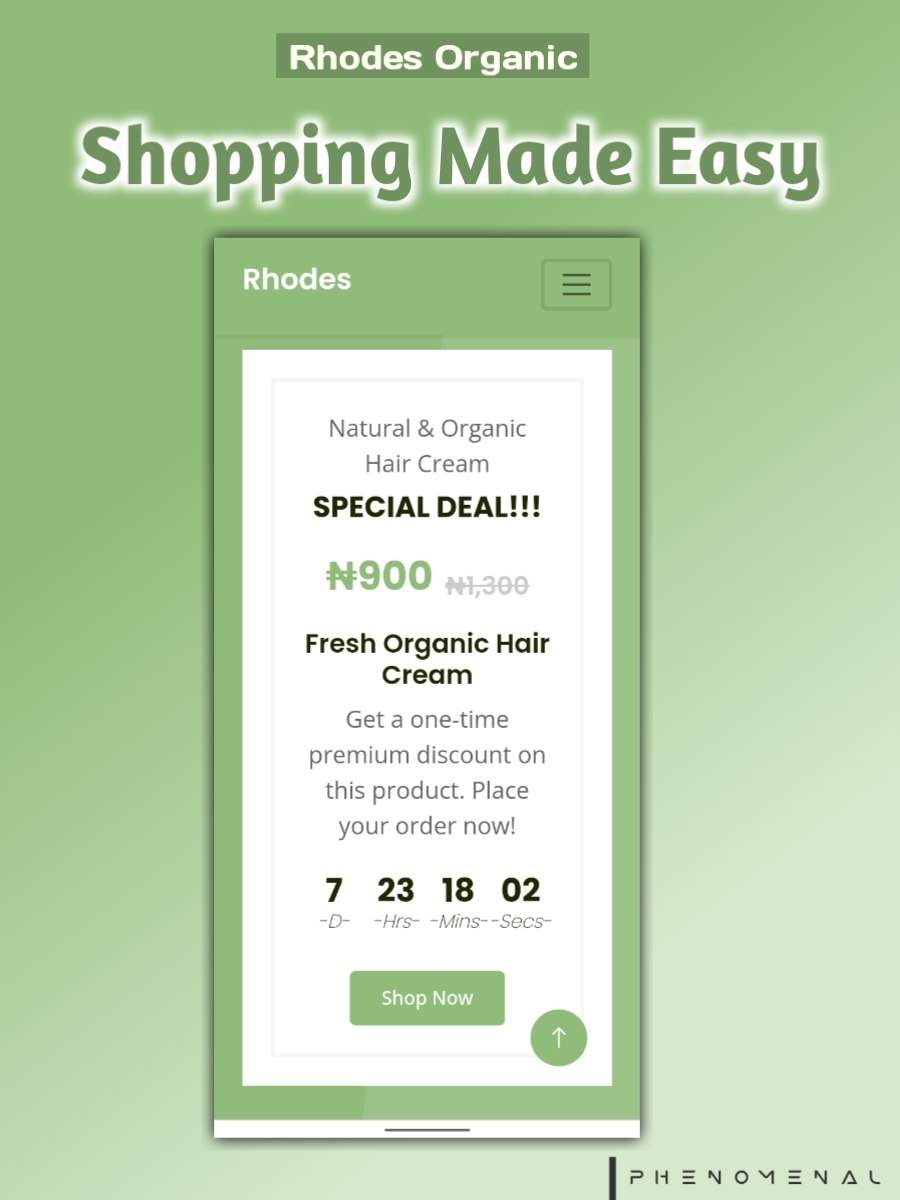 Rhodes Organic
Shopping Made Easy
Rhodes
Natural & Organic
Hair Cream
SPECIAL DEAL!!!
₦900 ₦1,300
Fresh Organic Hair
Cream
Get a one-time
premium discount on
this product. Place
your order now!
7 23 18 02
-D- -Hrs- -Mins- -Secs-
Shop Now
PHENOMENAL